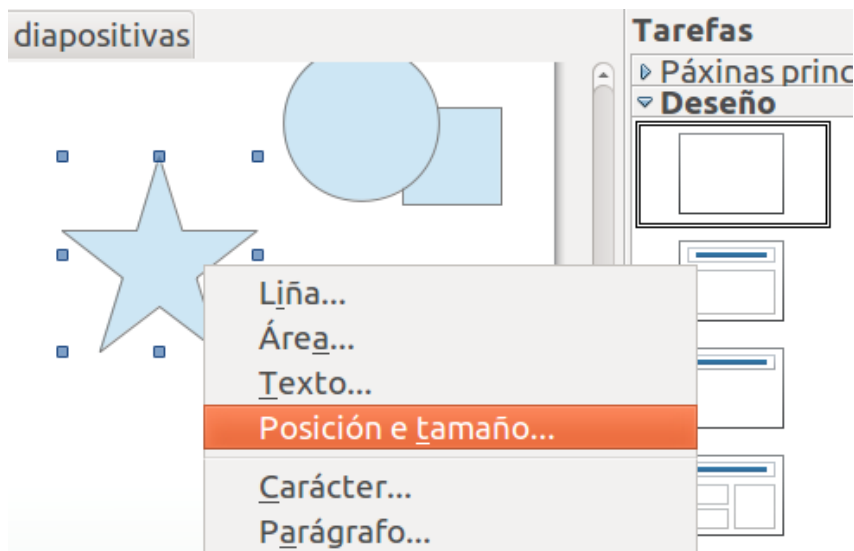 diapositivas
Tarefas
Páxinas princ
Deseño
Liña...
Área...
Texto...
Posición e tamaño...
Carácter...
Parágrafo...